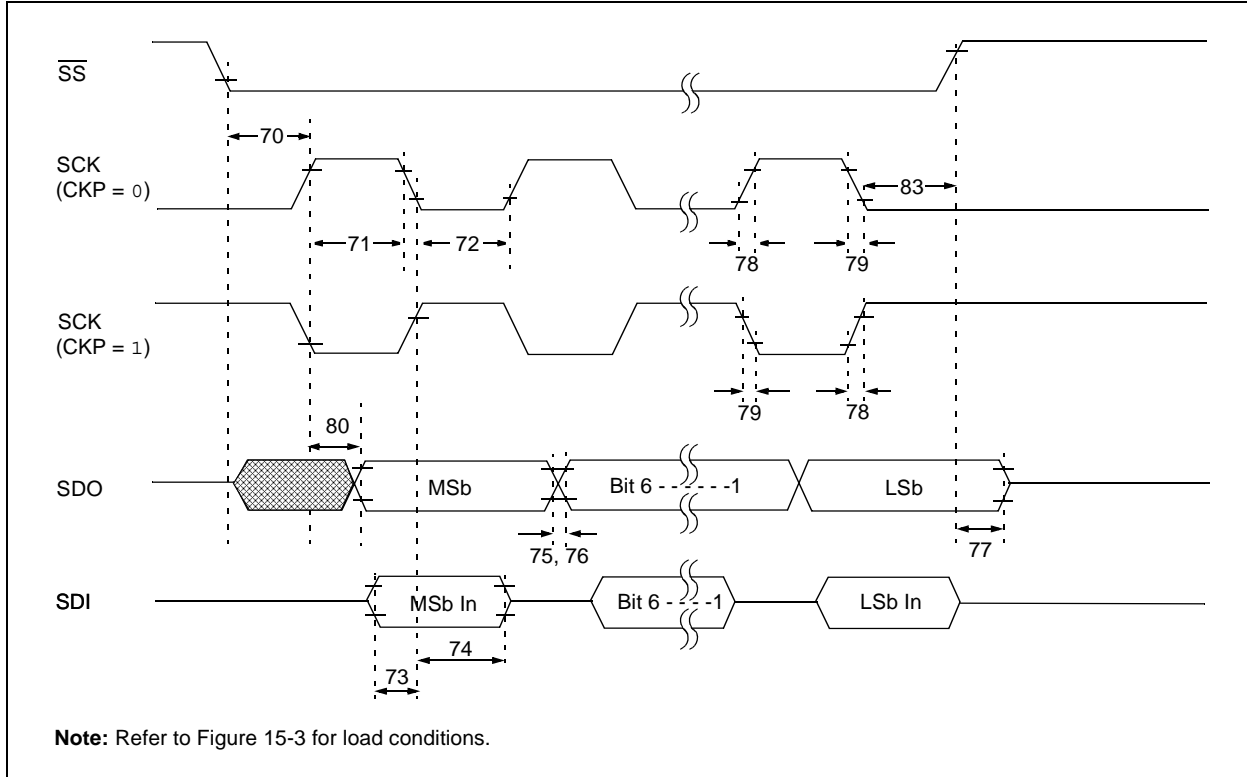 SS
70
SCK
(CKP = 0)
83
71
72
78
79
SCK
(CKP = 1)
79
78
80
SDO
MSb
Bit 6 - - - - - -1
LSb
75, 76
77
SDI
MSb In
Bit 6 - - - - -1
LSb In
74
73
Note: Refer to Figure 15-3 for load conditions.